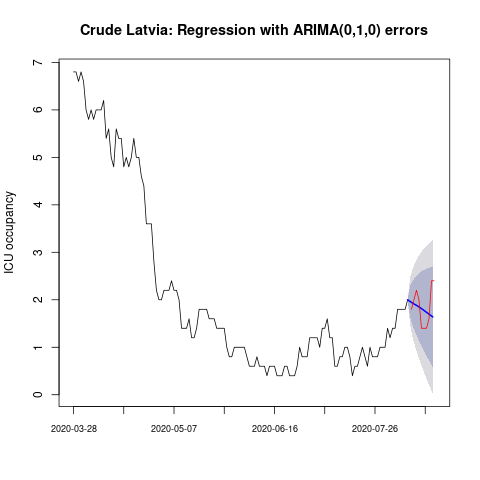 Crude Latvia: Regression with ARIMA(0,1,0) errors
ICU occupancy
7
6
5
4
3
2
1
0
2020-03-28 2020-05-07 2020-06-16 2020-07-26